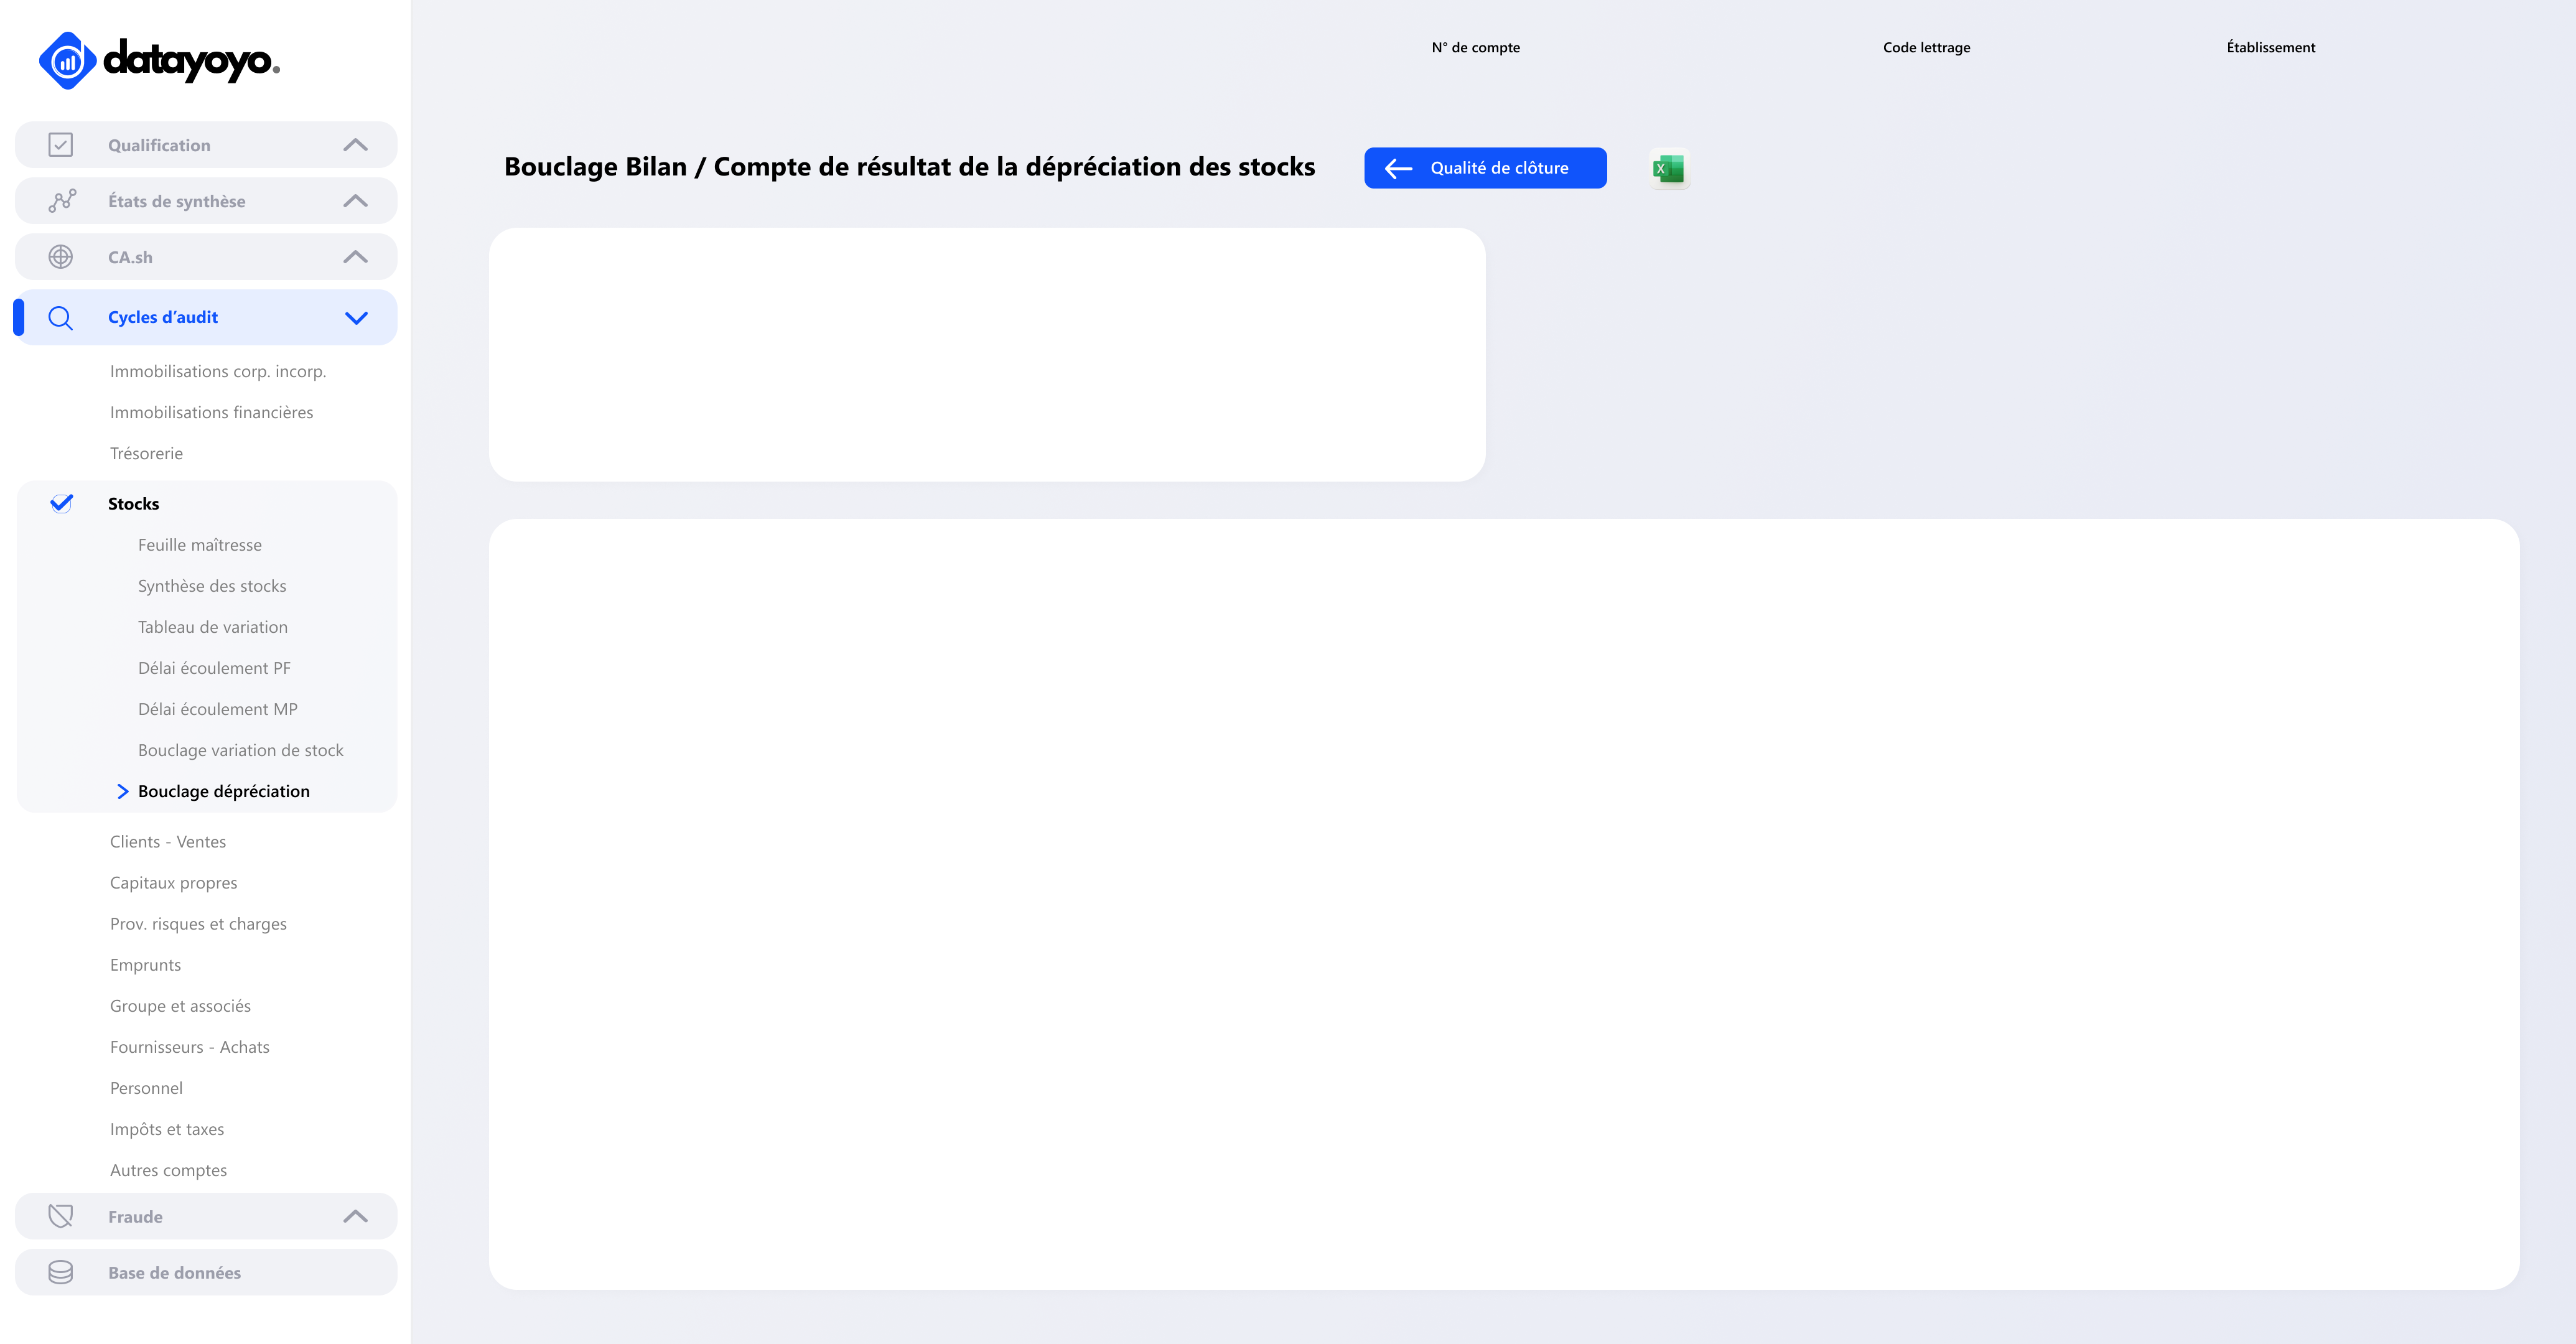 datayoyo.
N° de compte
Code lettrage
Établissement
Qualification
États de synthèse
CA.sh
Cycles d’audit
Immobilisations corp. incorp.
Immobilisations financières
Trésorerie
Stocks
Feuille maîtresse
Synthèse des stocks
Tableau de variation
Délai écoulement PF
Délai écoulement MP
Bouclage variation de stock
Bouclage dépréciation
Clients - Ventes
Capitaux propres
Prov. risques et charges
Emprunts
Groupe et associés
Fournisseurs - Achats
Personnel
Impôts et taxes
Autres comptes
Fraude
Base de données
Bouclage Bilan / Compte de résultat de la dépréciation des stocks
Qualité de clôture
X